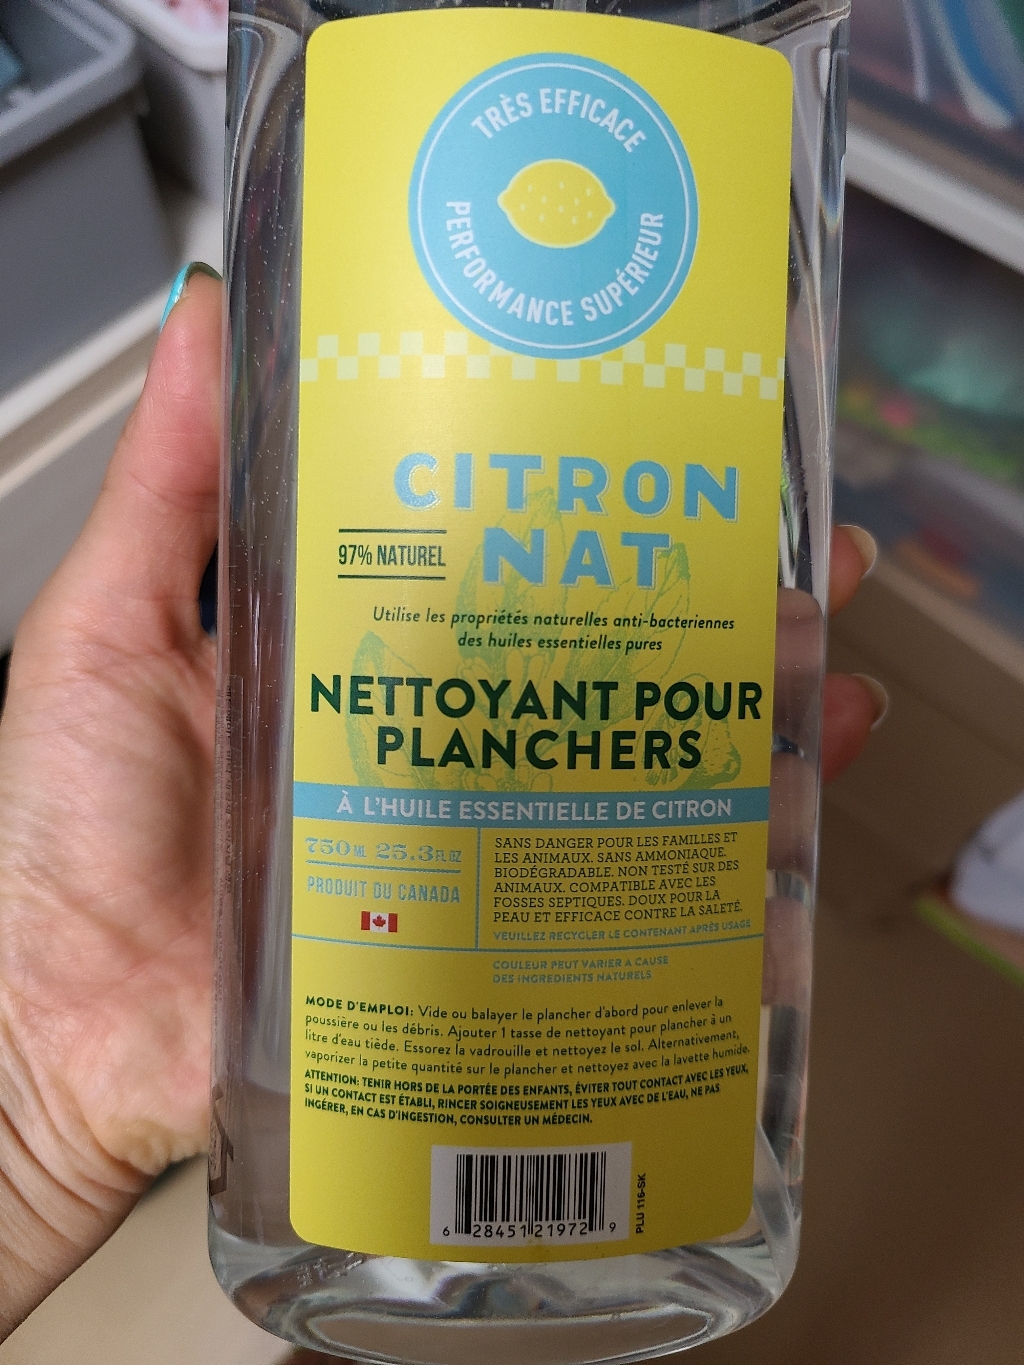 TRÈS EFFICACE
PERFORMANCE SUPÉRIEUR
CITRON
97% NATUREL
NAT
Utilise les propriétés naturelles anti-bacteriennes
des huiles essentielles pures
NETTOYANT POUR
PLANCHERS
À L'HUILE ESSENTIELLE DE CITRON
750ML 25.3FL OZ
PRODUIT DU CANADA
SANS DANGER POUR LES FAMILLES ET
LES ANIMAUX. SANS AMMONIAQUE.
BIODÉGRADABLE. NON TESTÉ SUR DES
ANIMAUX. COMPATIBLE AVEC LES
FOSSES SEPTIQUES. DOUX POUR LA
PEAU ET EFFICACE CONTRE LA SALETÉ.
VEUILLEZ RECYCLER LE CONTENANT APRÈS USAGE
COULEUR PEUT VARIER A CAUSE
DES INGREDIENTS NATURELS
MODE D'EMPLOI: Vide ou balayer le plancher d'abord pour enlever la
poussière ou les débris. Ajouter 1 tasse de nettoyant pour plancher à un
litre d'eau tiède. Essorez la vadrouille et nettoyez le sol. Alternativement,
vaporizer la petite quantité sur le plancher et nettoyez avec la lavette humide.
ATTENTION: TENIR HORS DE LA PORTÉE DES ENFANTS, ÉVITER TOUT CONTACT AVEC LES YEUX,
SI UN CONTACT EST ÉTABLI, RINCER SOIGNEUSEMENT LES YEUX AVEC DE L'EAU, NE PAS
INGÉRER, EN CAS D'INGESTION, CONSULTER UN MÉDECIN.
6 28451 21972 9
PLU 116-SK